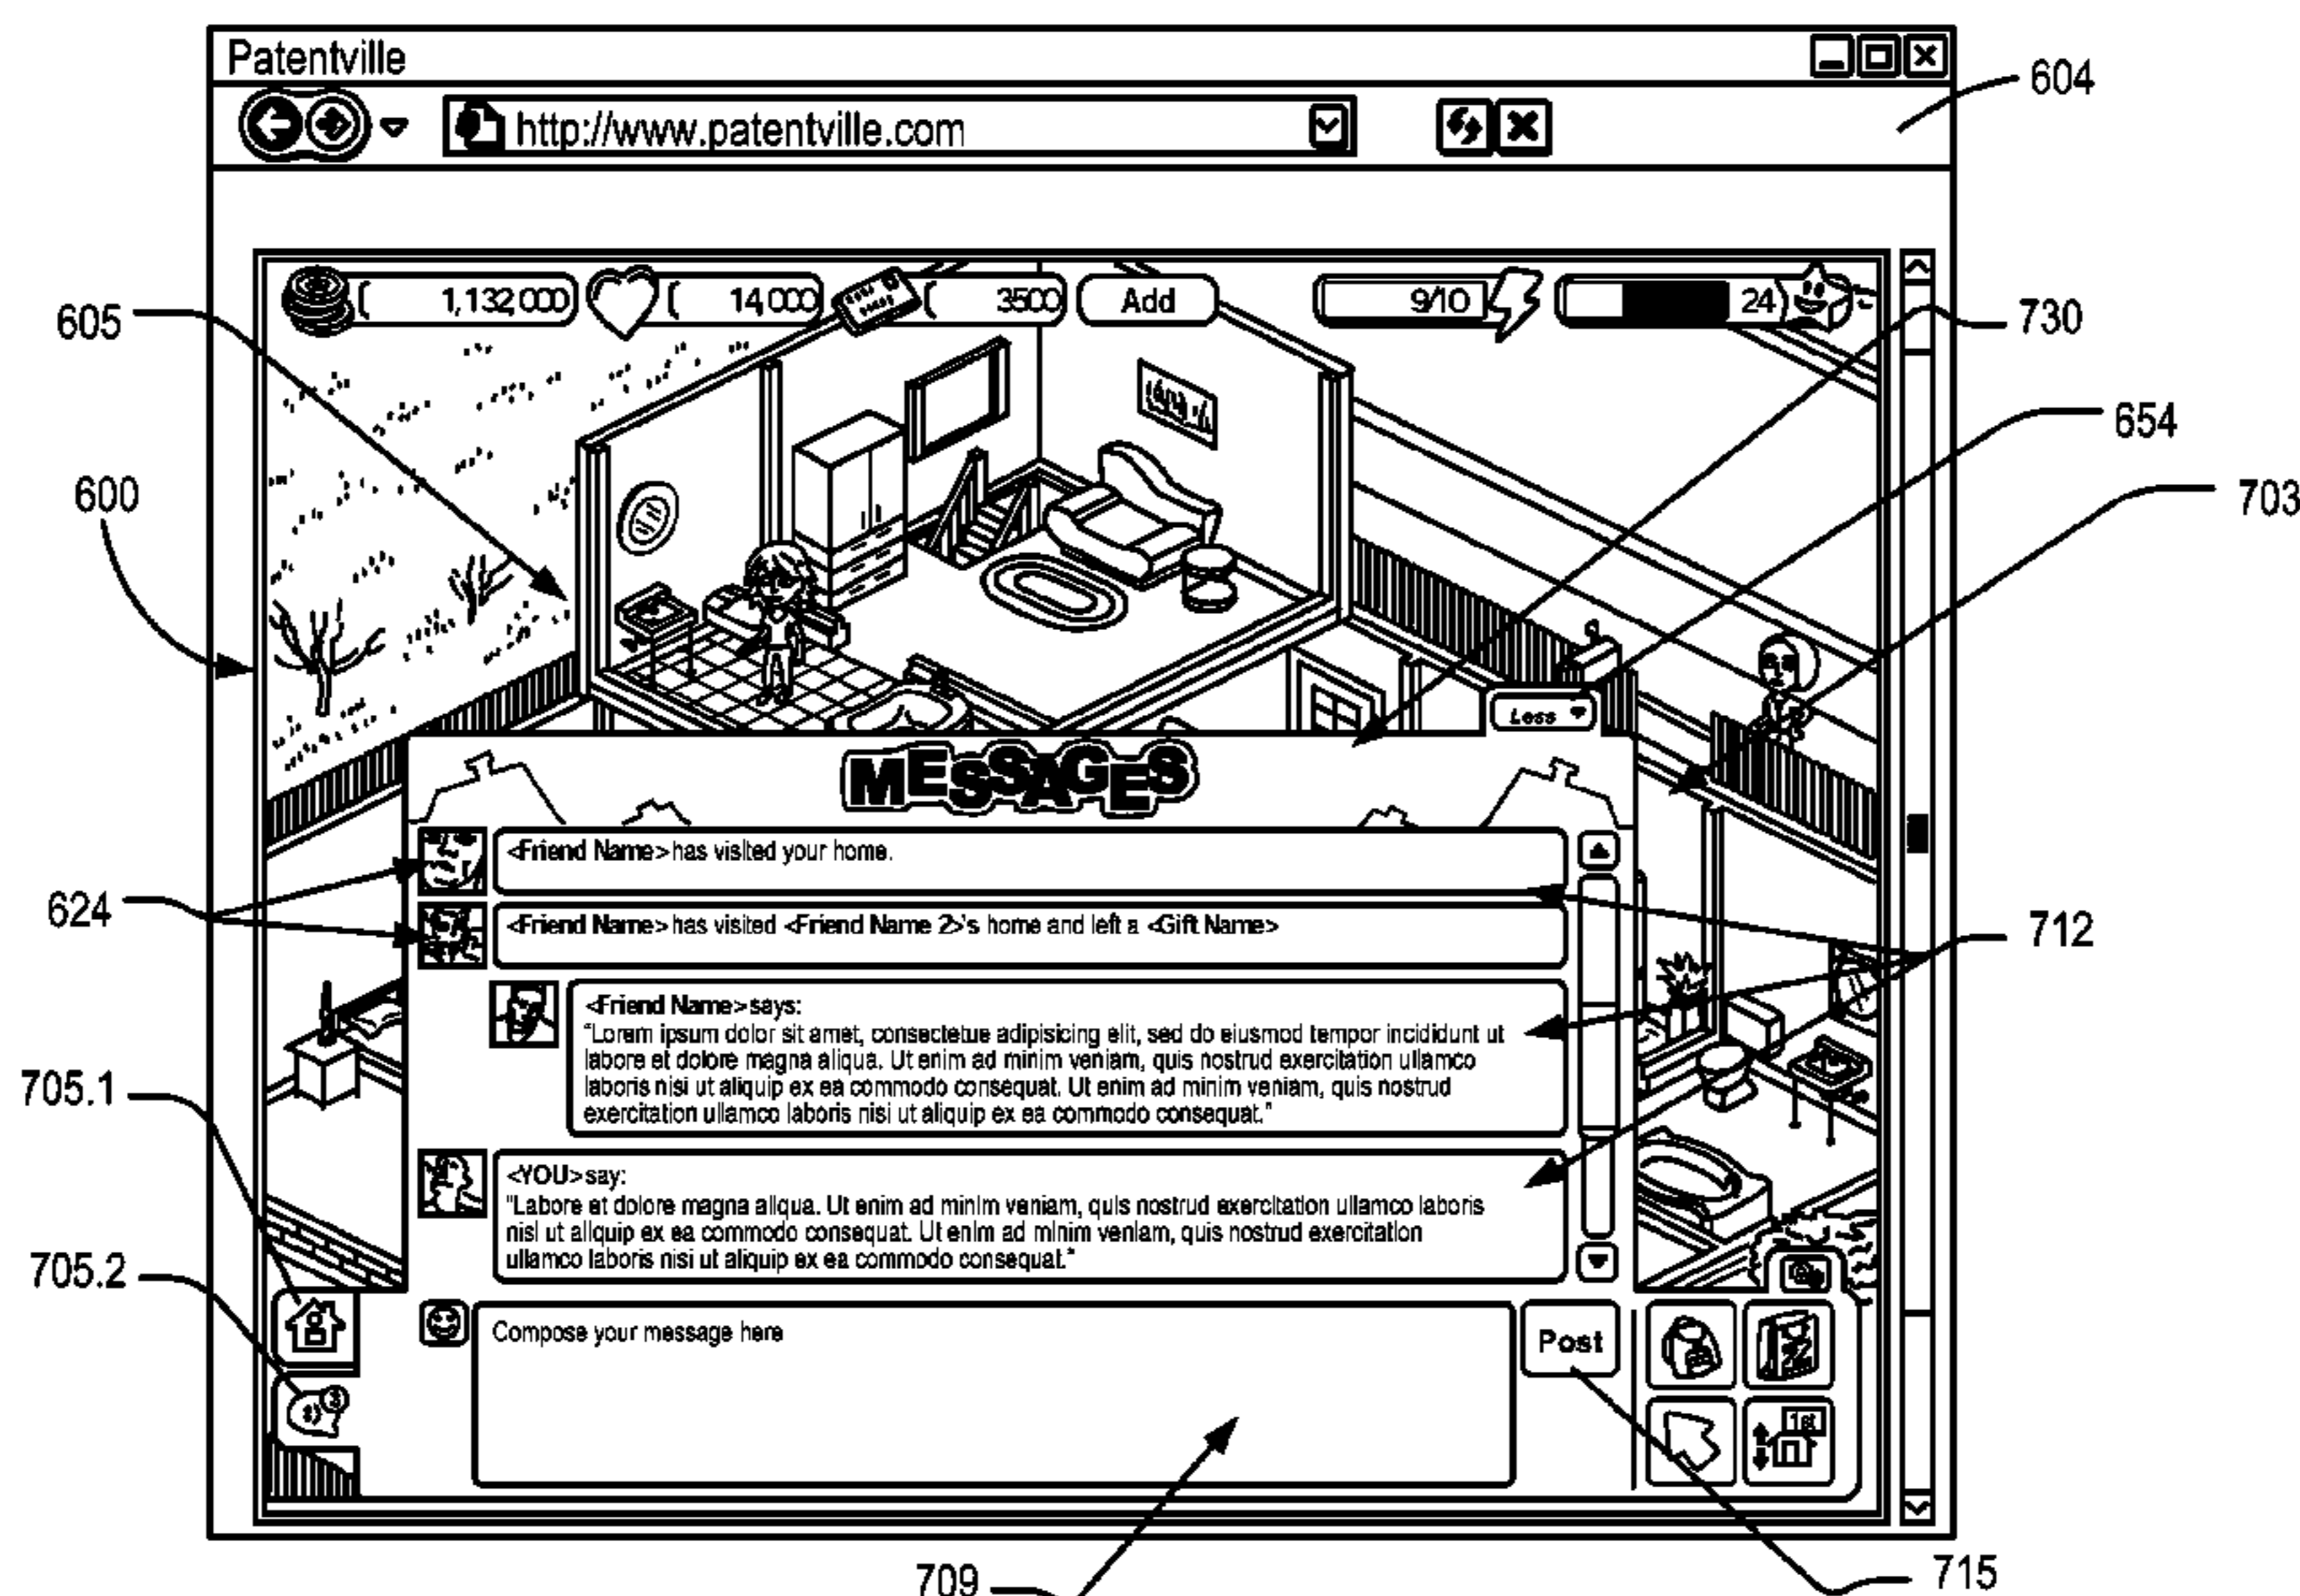 Patentville
604
http://www.patentville.com
1,132,000
14,000
3500
Add
9/10
24
605
730
654
600
703
Less
MESSAGES
<Friend Name> has visited your home.
624
<Friend Name> has visited <Friend Name 2>'s home and left a <Gift Name>
712
<Friend Name> says:
"Lorem ipsum dolor sit amet, consectetue adipisicing elit, sed do eiusmod tempor incididunt ut
labore et dolore magna aliqua. Ut enim ad minim veniam, quis nostrud exercitation ullamco
laboris nisi ut aliquip ex ea commodo consequat. Ut enim ad minim veniam, quis nostrud
exercitation ullamco laboris nisi ut aliquip ex ea commodo consequat."
705.1
<YOU> say:
"Labore et dolore magna aliqua. Ut enim ad minim veniam, quis nostrud exercitation ullamco laboris
nisl ut aliquip ex ea commodo consequat. Ut enim ad minim veniam, quis nostrud exercitation
ullamco laboris nisi ut aliquip ex ea commodo consequat."
705.2
Compose your message here
Post
3
1st
709
715